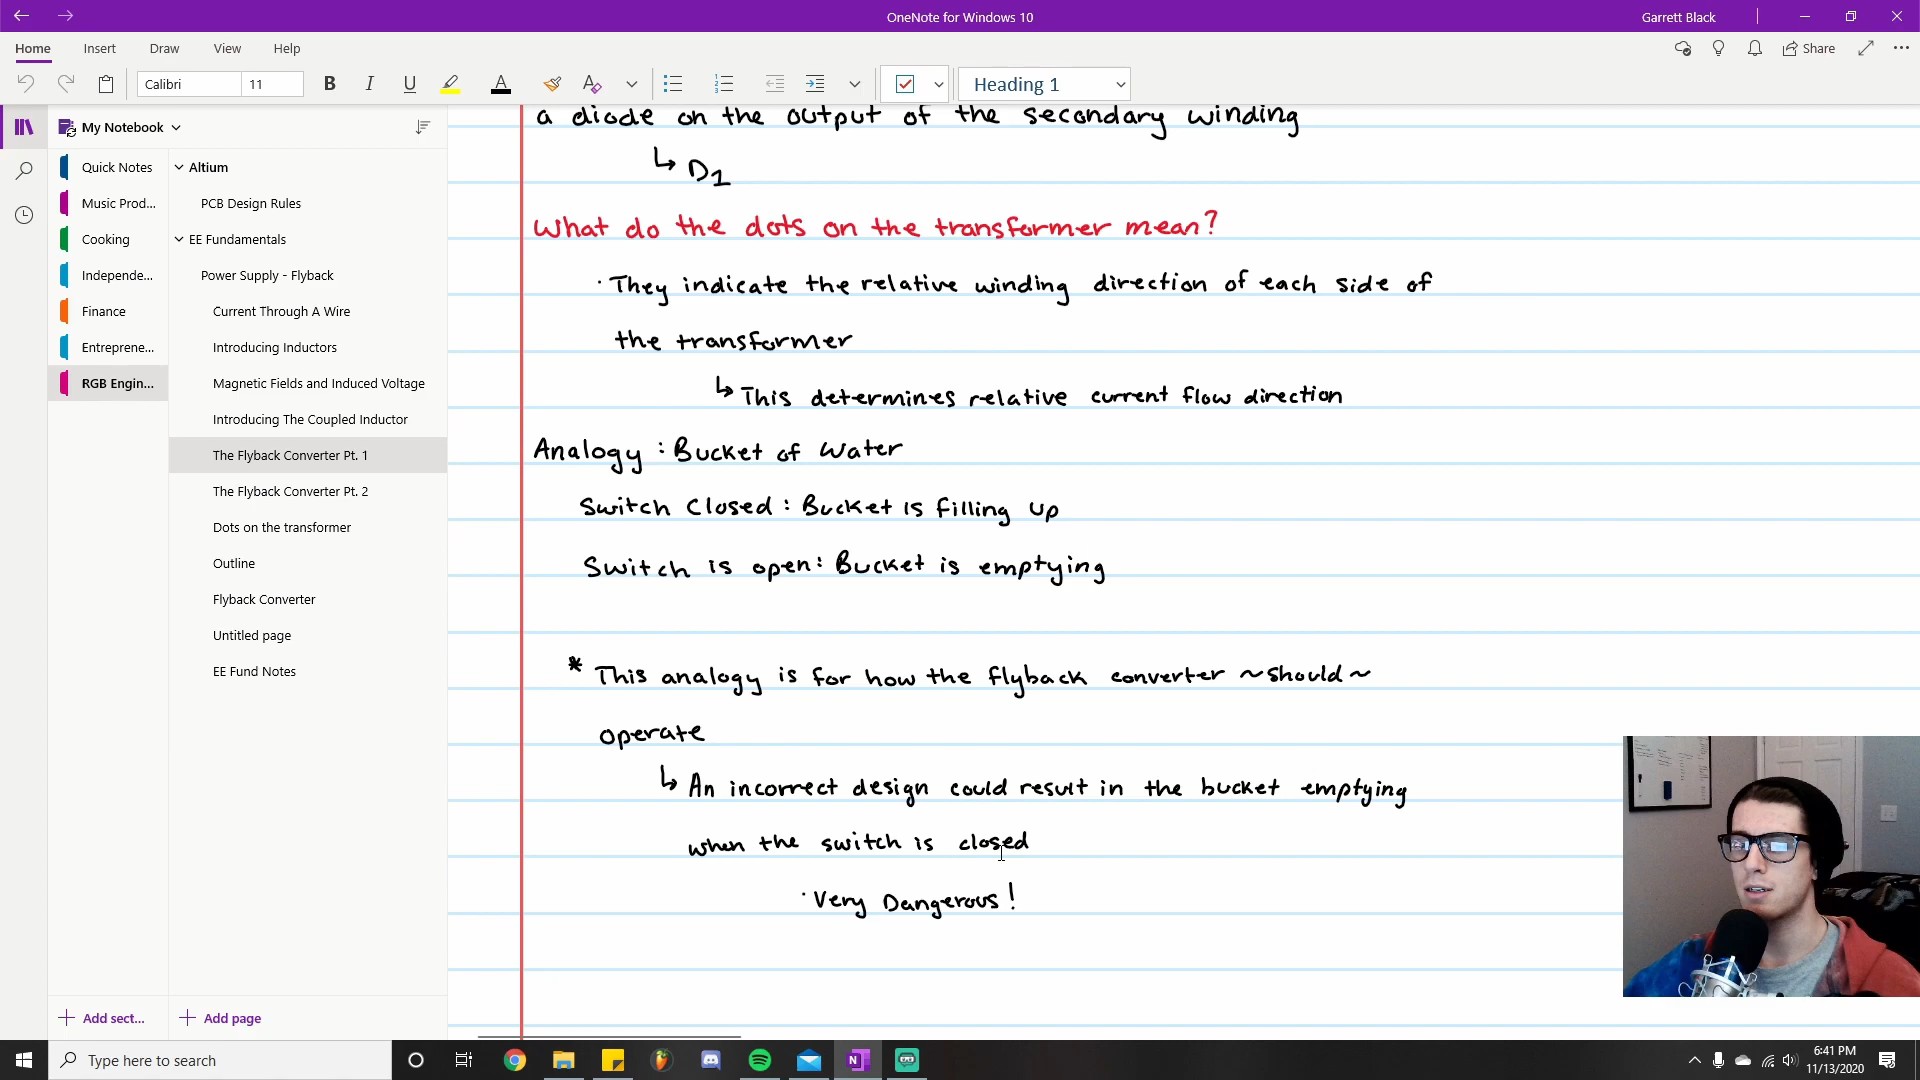 OneNote for Windows 10
Garrett Black
Home
Insert
Draw
View
Help
Share
Calibri
11
B
I
U
A
A
Heading 1
My Notebook
Quick Notes
Music Prod...
Cooking
Independe...
Finance
Entreprene...
RGB Engin...
Add sect...
Altium
PCB Design Rules
EE Fundamentals
Power Supply - Flyback
Current Through A Wire
Introducing Inductors
Magnetic Fields and Induced Voltage
Introducing The Coupled Inductor
The Flyback Converter Pt. 1
The Flyback Converter Pt. 2
Dots on the transformer
Outline
Flyback Converter
Untitled page
EE Fund Notes
Add page
a diode on the output of the secondary winding
↳ D1
What do the dots on the transformer mean?
· They indicate the relative winding direction of each side of
the transformer
↳ This determines relative current flow direction
Analogy : Bucket of Water
Switch Closed : Bucket is filling up
Switch is open: Bucket is emptying
* This analogy is for how the flyback converter ~should~
operate
↳ An incorrect design could result in the bucket emptying
when the switch is closed
· Very Dangerous!
Type here to search
N
6:41 PM
11/13/2020